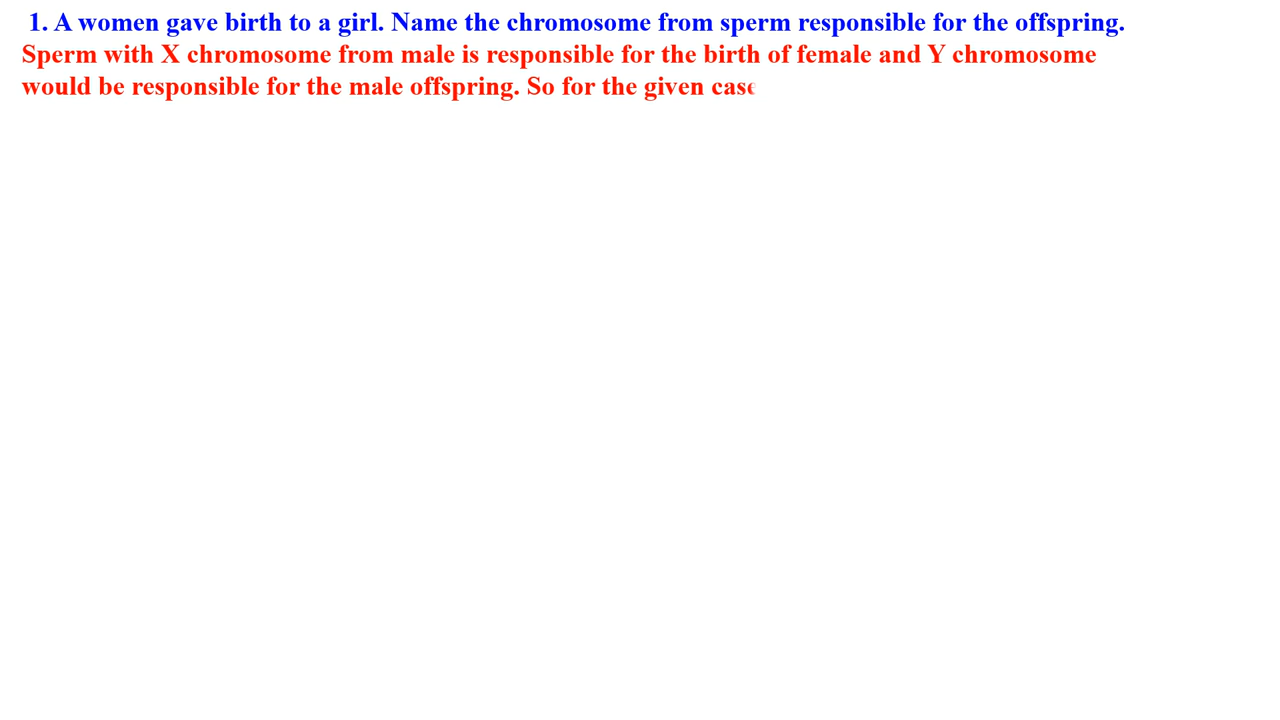 1. A women gave birth to a girl. Name the chromosome from sperm responsible for the offspring.
Sperm with X chromosome from male is responsible for the birth of female and Y chromosome
would be responsible for the male offspring. So for the given case